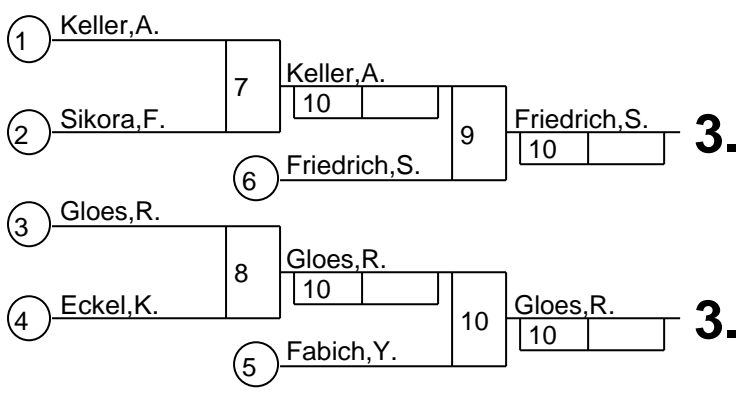 1 Keller,A.
7 Keller,A.
10
2 Sikora,F.
9 Friedrich,S. 3.
10
6 Friedrich,S.
3 Gloes,R.
8 Gloes,R.
10
4 Eckel,K.
10 Gloes,R. 3.
10
5 Fabich,Y.